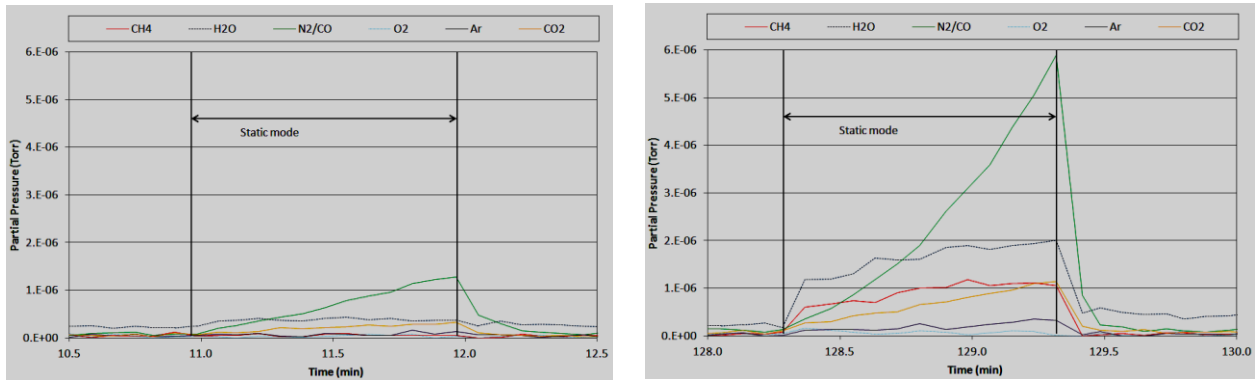 CH4 H2O N2/CO O2 Ar CO2
6.E-06
5.E-06
4.E-06
3.E-06
2.E-06
1.E-06
0.E+00
Partial Pressure (Torr)
Static mode
10.5 11.0 11.5 12.0 12.5
Time (min)
CH4 H2O N2/CO O2 Ar CO2
6.E-06
5.E-06
4.E-06
3.E-06
2.E-06
1.E-06
0.E+00
Partial Pressure (Torr)
Static mode
128.0 128.5 129.0 129.5 130.0
Time (min)